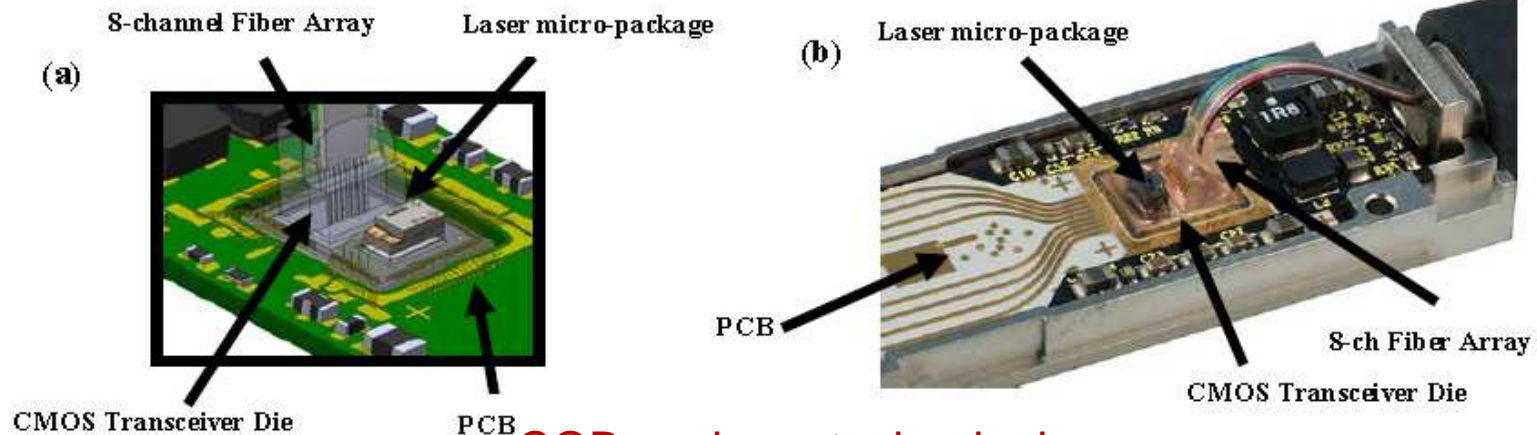 8-channel Fiber Array
Laser micro-package
(a)
CMOS Transceiver Die
PCB
Laser micro-package
(b)
1R8
C16
PCB
8-ch Fiber Array
CMOS Transceiver Die